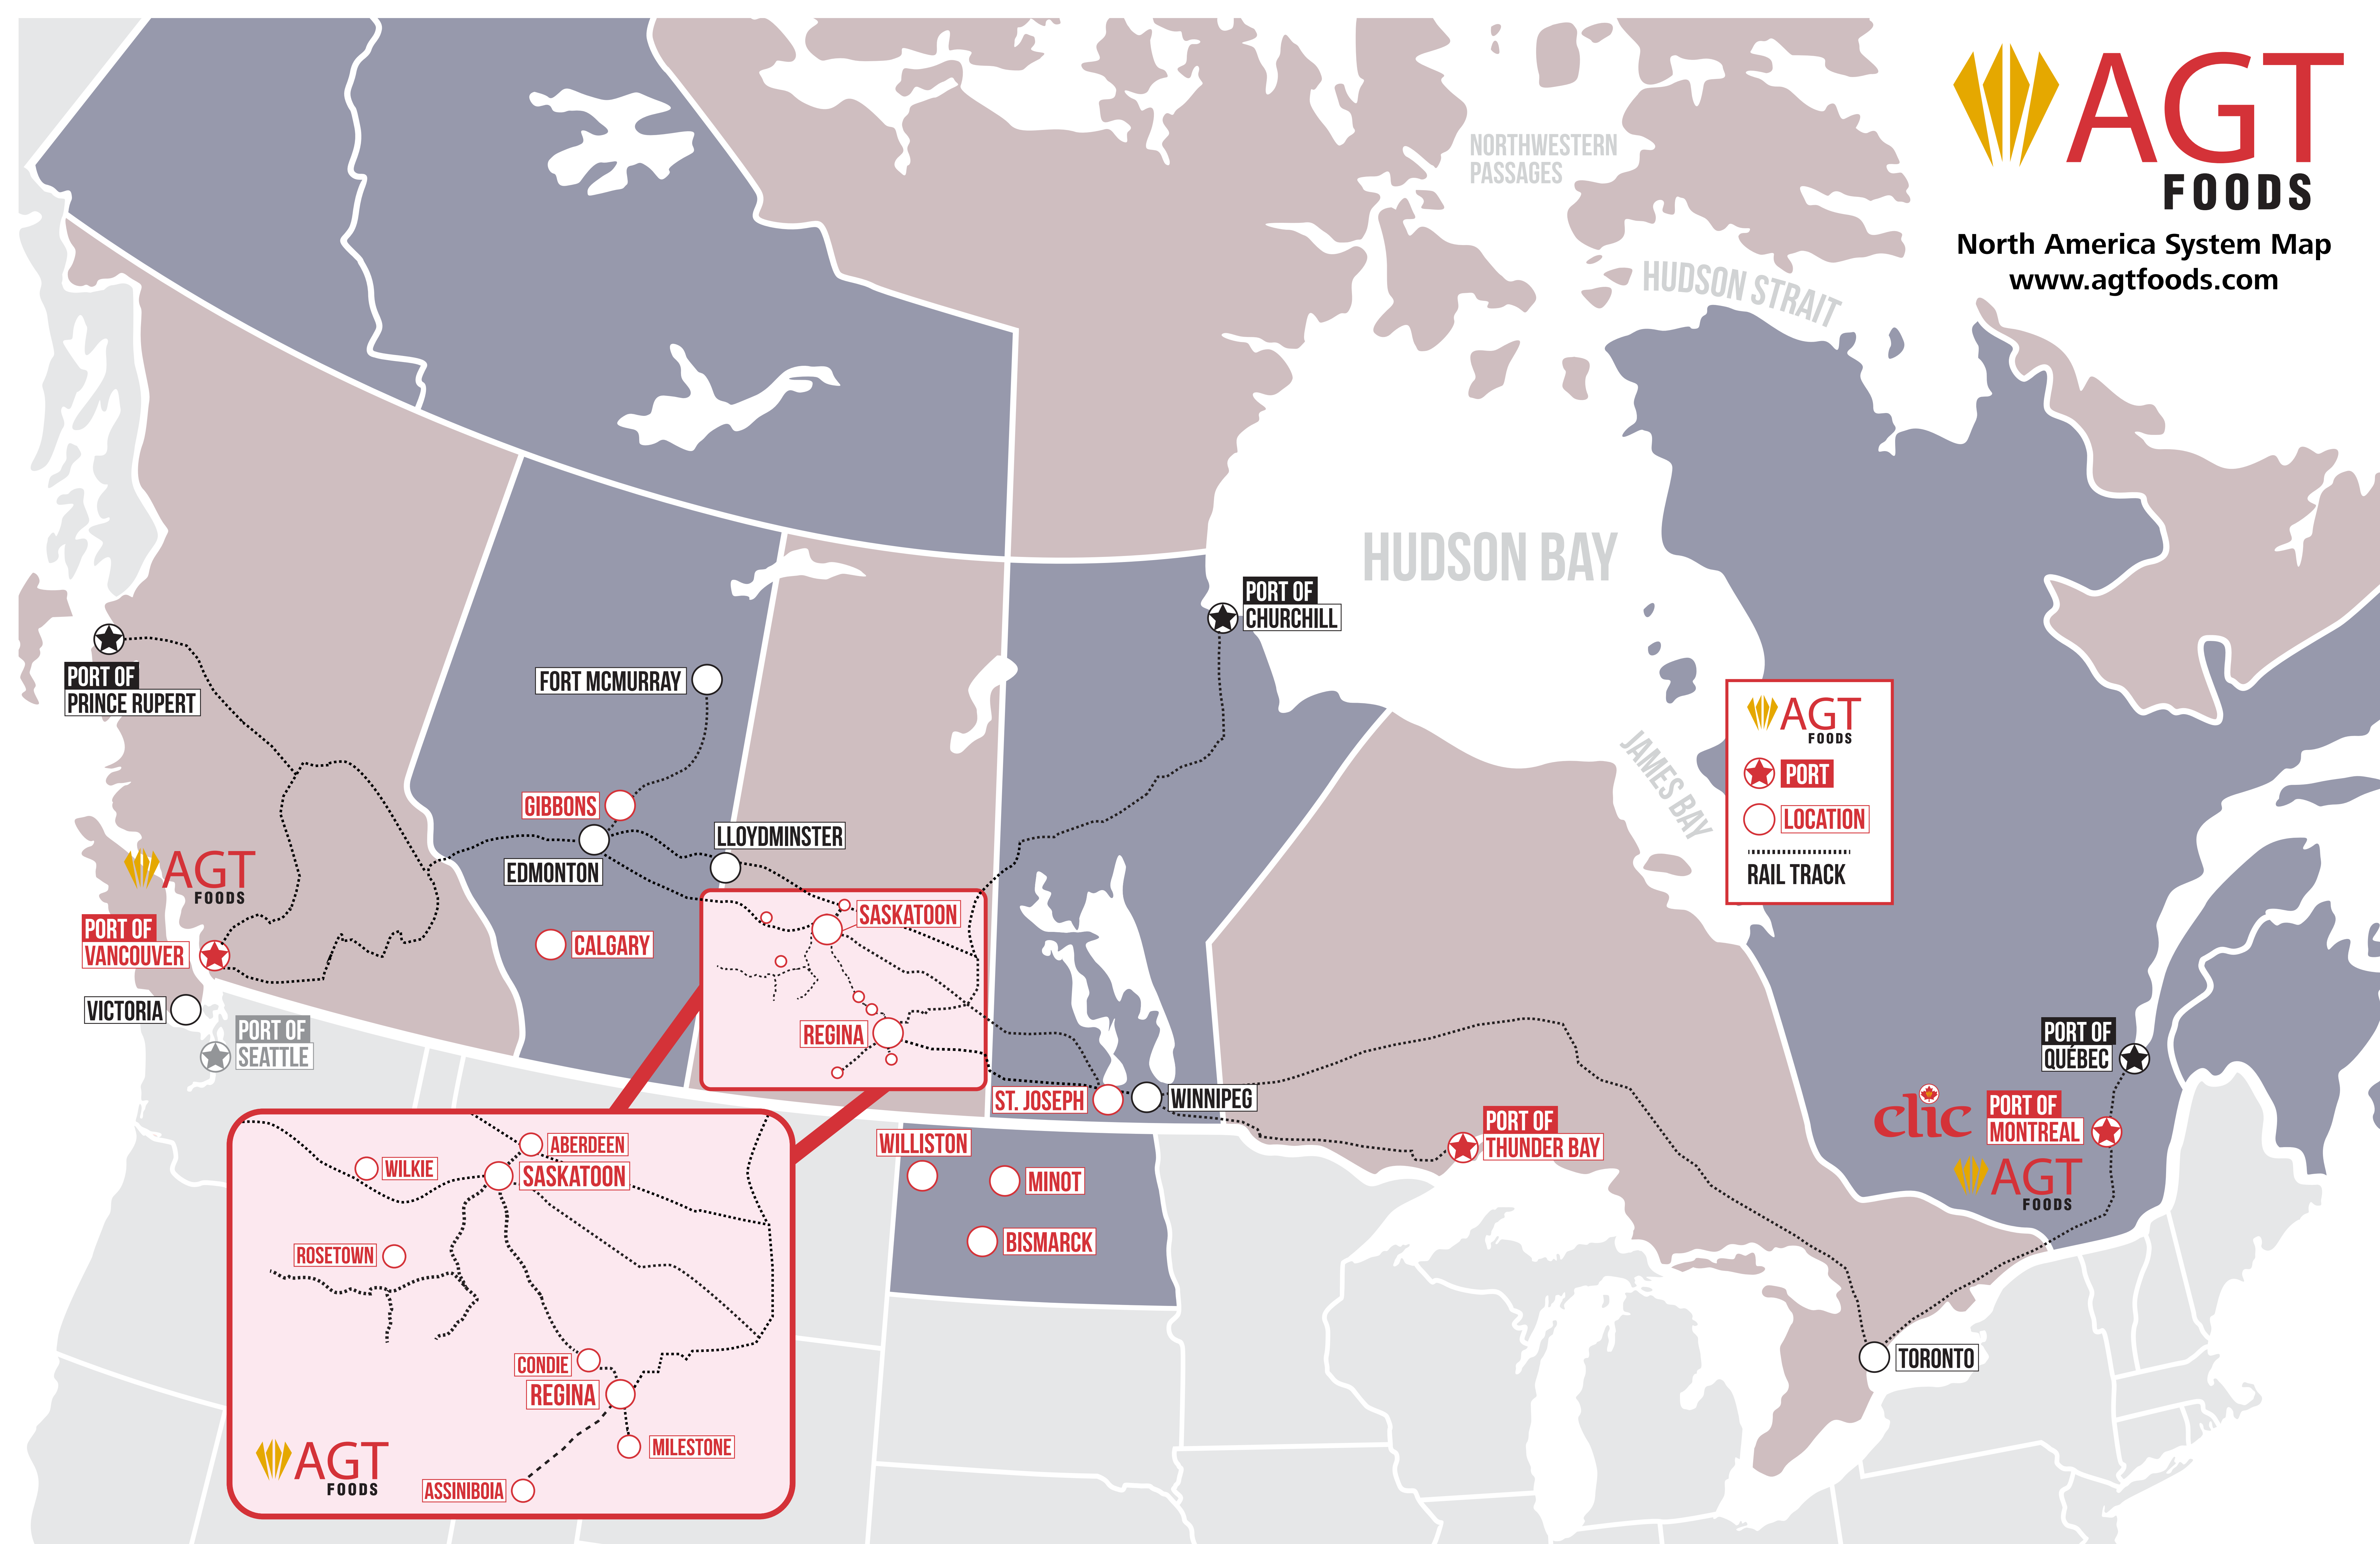 AGT
FOODS
North America System Map
www.agtfoods.com
NORTHWESTERN
PASSAGES
HUDSON STRAIT
HUDSON BAY
JAMES BAY
PORT OF
CHURCHILL
PORT OF
PRINCE RUPERT
FORT MCMURRAY
GIBBONS
EDMONTON
LLOYDMINSTER
AGT
FOODS
PORT
LOCATION
RAIL TRACK
AGT
FOODS
PORT OF
VANCOUVER
VICTORIA
PORT OF
SEATTLE
CALGARY
SASKATOON
REGINA
ST. JOSEPH
WINNIPEG
WILLISTON
MINOT
BISMARCK
PORT OF
THUNDER BAY
PORT OF
QUÉBEC
clic
PORT OF
MONTREAL
AGT
FOODS
TORONTO
ABERDEEN
WILKIE
SASKATOON
ROSETOWN
CONDIE
REGINA
MILESTONE
ASSINIBOIA
AGT
FOODS